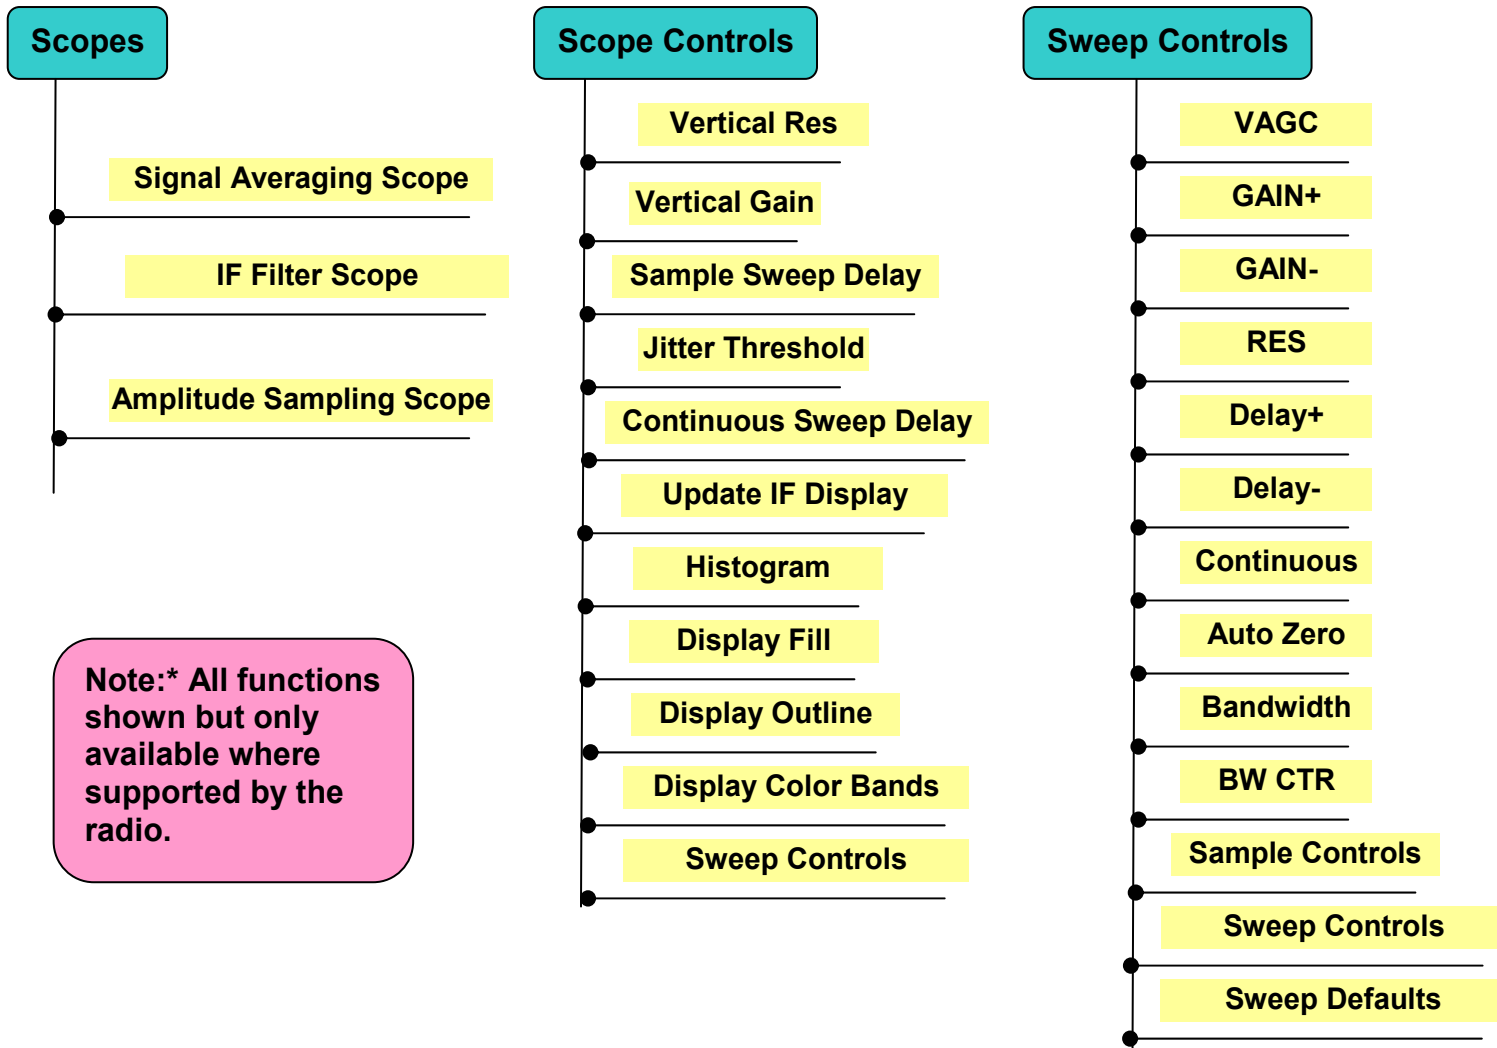 Scopes
Signal Averaging Scope
IF Filter Scope
Amplitude Sampling Scope
Note:* All functions
shown but only
available where
supported by the
radio.
Scope Controls
Vertical Res
Vertical Gain
Sample Sweep Delay
Jitter Threshold
Continuous Sweep Delay
Update IF Display
Histogram
Display Fill
Display Outline
Display Color Bands
Sweep Controls
Sweep Controls
VAGC
GAIN+
GAIN-
RES
Delay+
Delay-
Continuous
Auto Zero
Bandwidth
BW CTR
Sample Controls
Sweep Controls
Sweep Defaults